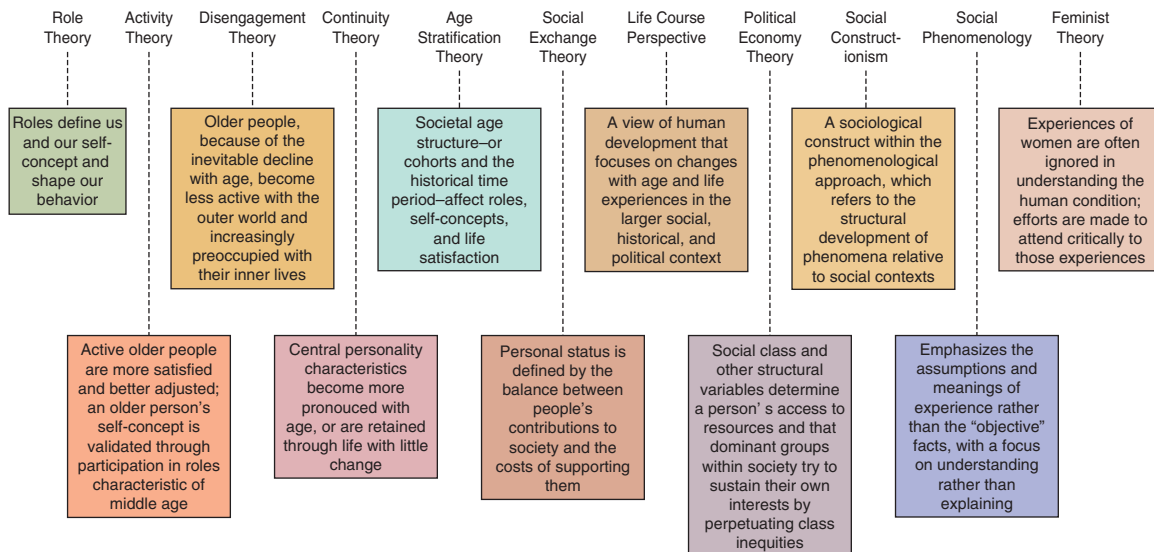 Role
Theory
Activity
Theory
Disengagement
Theory
Continuity
Theory
Age
Stratification
Theory
Social
Exchange
Theory
Life Course
Perspective
Political
Economy
Theory
Social
Construct-
ionism
Social
Phenomenology
Feminist
Theory
Roles define us
and our self-
concept and
shape our
behavior
Older people,
because of the
inevitable decline
with age, become
less active with the
outer world and
increasingly
preoccupied with
their inner lives
Societal age
structure–or
cohorts and the
historical time
period–affect roles,
self-concepts,
and life
satisfaction
A view of human
development that
focuses on changes
with age and life
experiences in the
larger social,
historical, and
political context
A sociological
construct within the
phenomenological
approach, which
refers to the
structural
development of
phenomena relative
to social contexts
Experiences of
women are often
ignored in
understanding the
human condition;
efforts are made to
attend critically to
those experiences
Active older people
are more satisfied
and better adjusted;
an older person's
self-concept is
validated through
participation in roles
characteristic of
middle age
Central personality
characteristics
become more
pronouced with
age, or are retained
through life with little
change
Personal status is
defined by the
balance between
people's
contributions to
society and the
costs of supporting
them
Social class and
other structural
variables determine
a person' s access to
resources and that
dominant groups
within society try to
sustain their own
interests by
perpetuating class
inequities
Emphasizes the
assumptions and
meanings of
experience rather
than the “objective”
facts, with a focus
on understanding
rather than
explaining